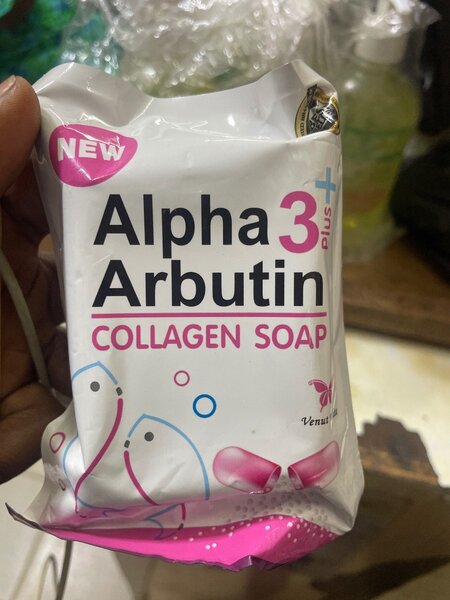 NEW
Alpha 3 Plus+
Arbutin
COLLAGEN SOAP